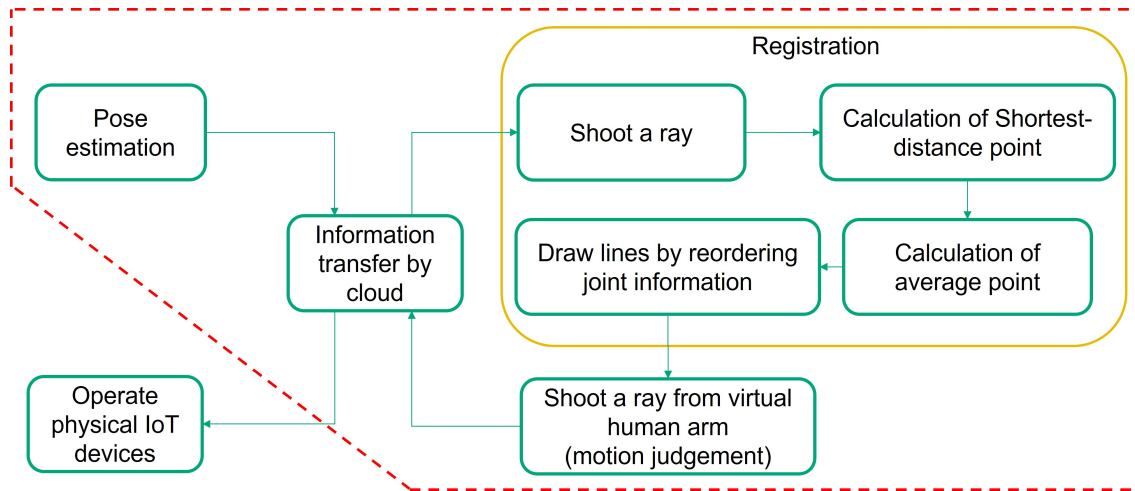 Registration
Pose
estimation
Shoot a ray
Calculation of Shortest-
distance point
Information
transfer by
cloud
Draw lines by reordering
joint information
Calculation of
average point
Operate
physical IoT
devices
Shoot a ray from virtual
human arm
(motion judgement)